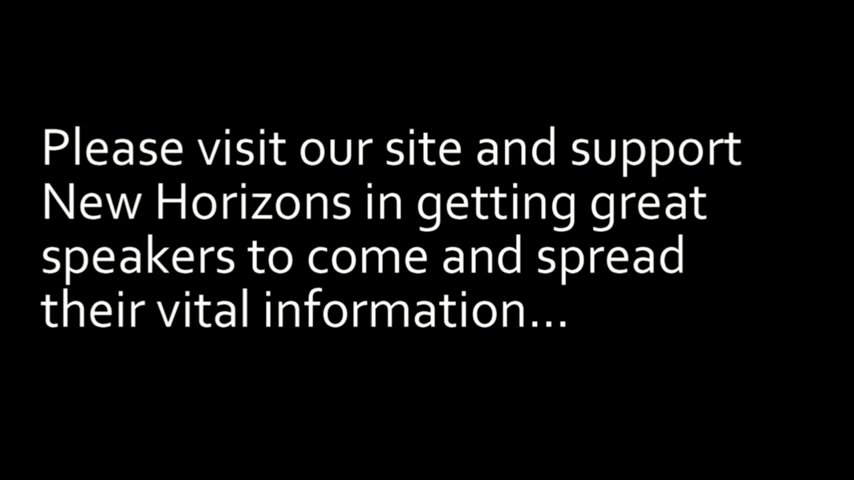 Please visit our site and support
New Horizons in getting great
speakers to come and spread
their vital information...